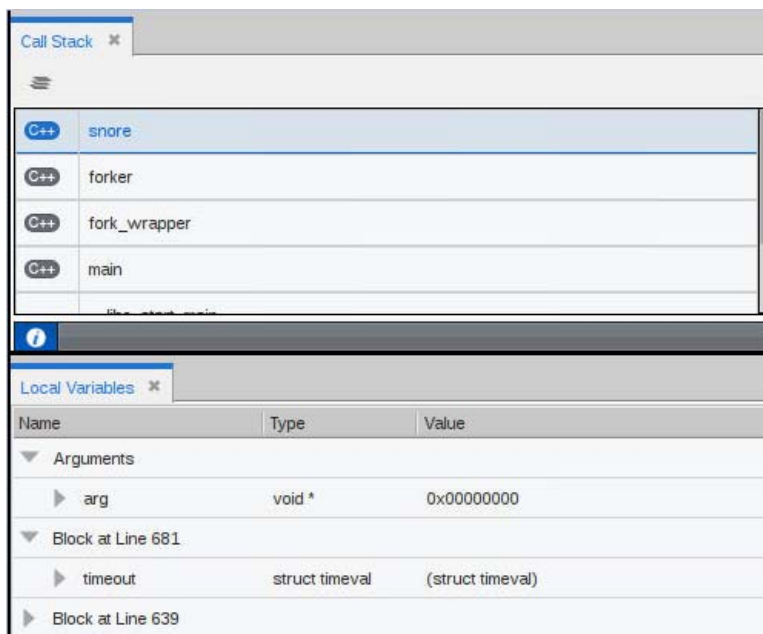 Call Stack
C++ snore
C++ forker
C++ fork_wrapper
C++ main
i
Local Variables
Name Type Value
Arguments
arg void * 0x00000000
Block at Line 681
timeout struct timeval (struct timeval)
Block at Line 639